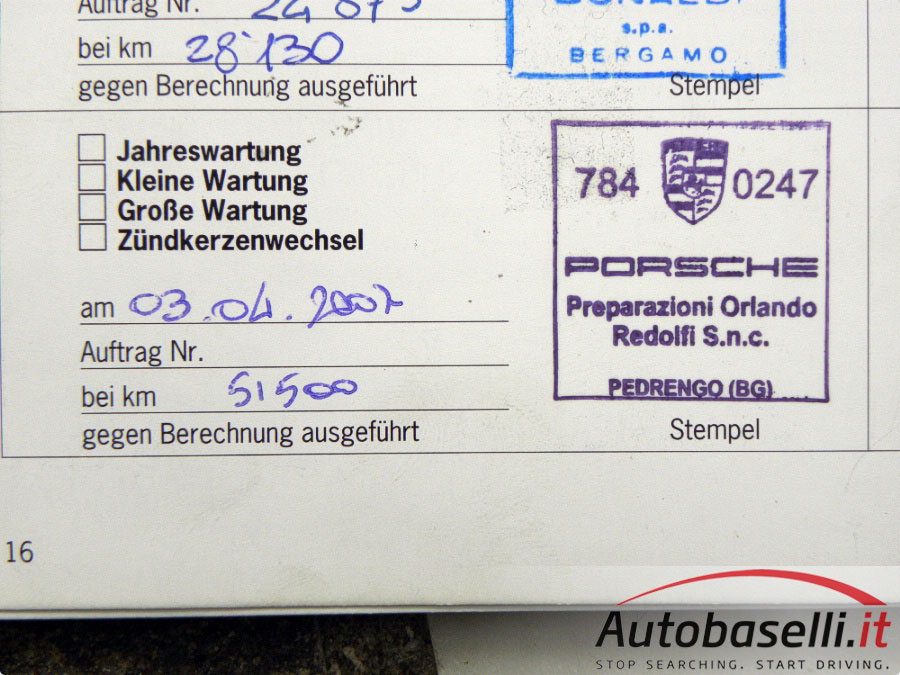 Auftrag Nr.
bei km 28130
gegen Berechnung ausgeführt
s.p.a.
BERGAMO
Stempel
Jahreswartung
Kleine Wartung
Große Wartung
Zündkerzenwechsel
am 03.04.2007
Auftrag Nr.
bei km 51500
gegen Berechnung ausgeführt
784 0247
PORSCHE
Preparazioni Orlando
Redolfi S.n.c.
PEDRENGO (BG)
Stempel
16
Autobaselli.it
STOP SEARCHING. START DRIVING.